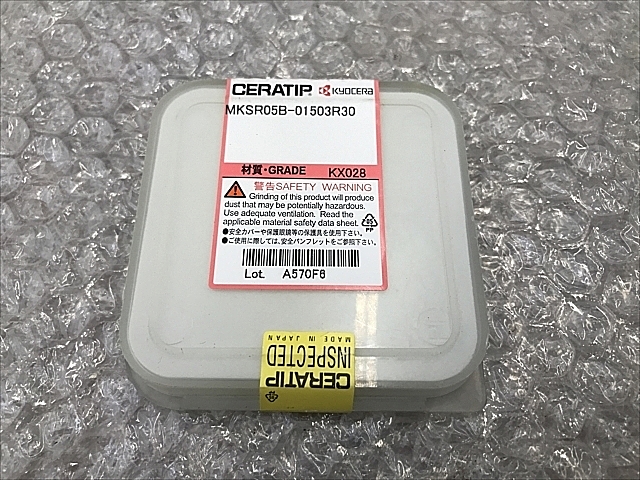 CERATIP KYOCERA
MKSR05B-01503R30
材質・GRADE KX028
警告SAFETY WARNING
Grinding of this product will produce
dust that may be potentially hazardous.
Use adequate ventilation. Read the
applicable material safety data sheet.
PP
●安全カバーや保護眼鏡等の保護具を使用下さい。
●ご使用に際しては、安全パンフレットをご参照下さい。
Lot. A570F6
CERATIP
INSPECTED
MADE IN JAPAN